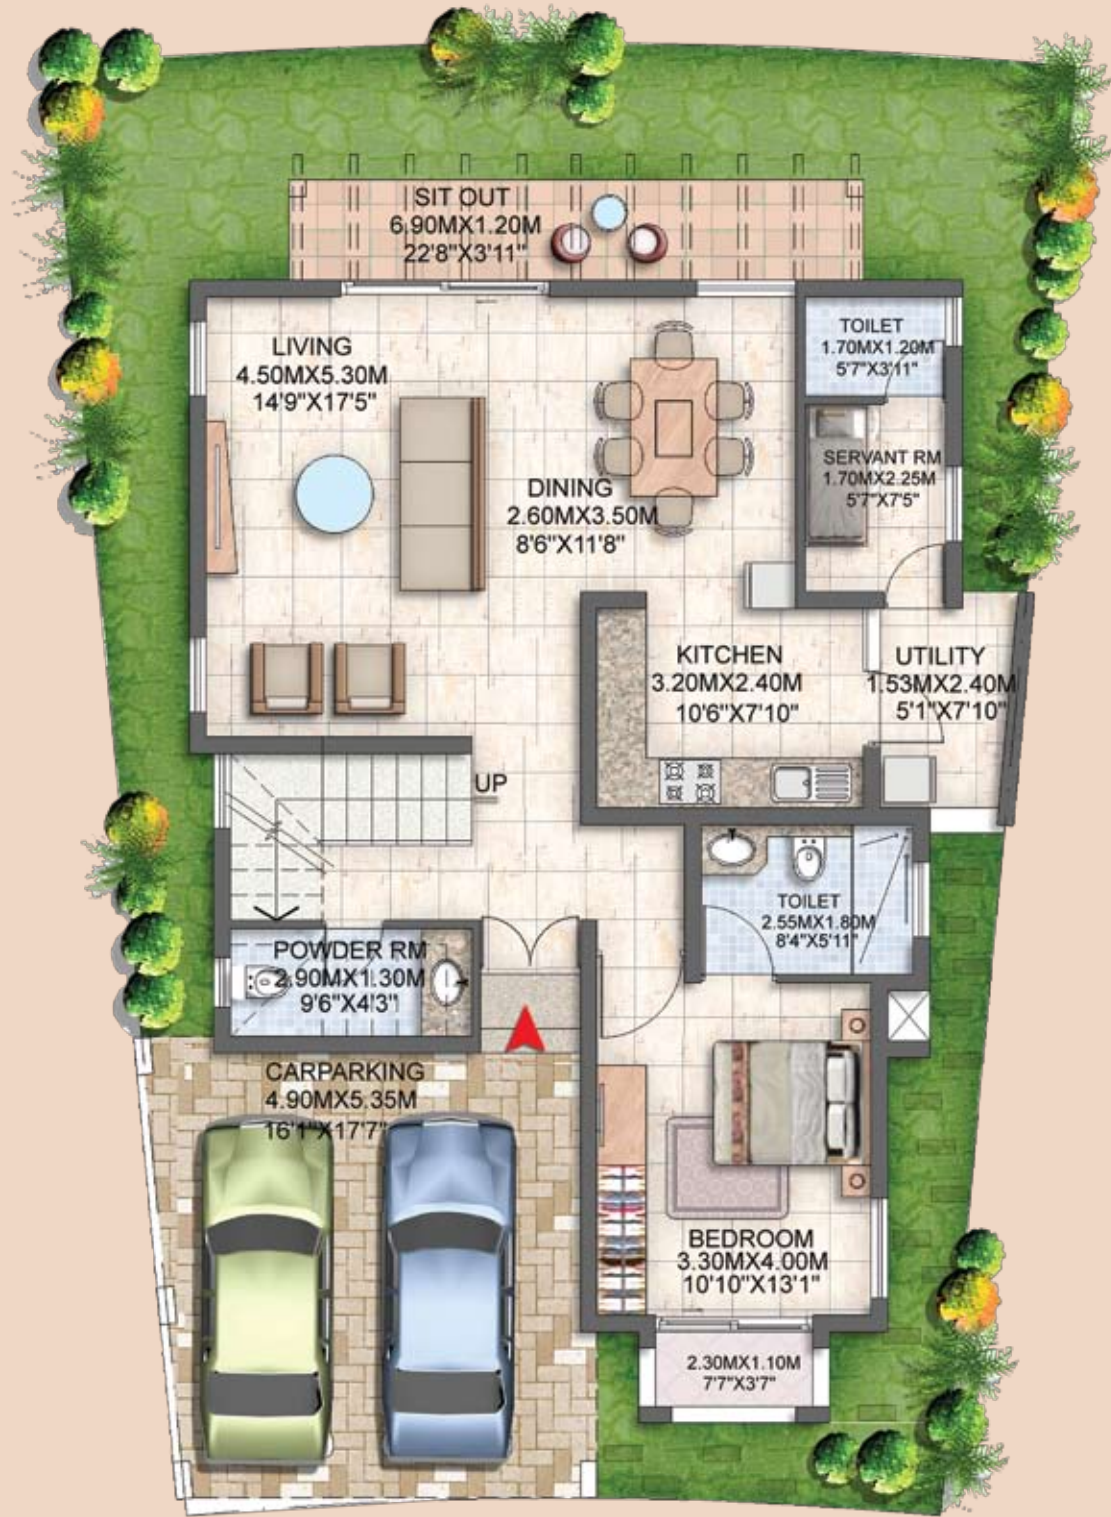 SIT OUT
6.90MX1.20M
22'8"X3'11"
LIVING
4.50MX5.30M
14'9"X17'5"
TOILET
1.70MX1.20M
5'7"X3'11"
SERVANT RM
1.70MX2.25M
5'7"X7'5"
DINING
2.60MX3.50M
8'6"X11'8"
KITCHEN
3.20MX2.40M
10'6"X7'10"
UTILITY
1.53MX2.40M
5'1"X7'10"
UP
TOILET
2.55MX1.80M
8'4"X5'11"
POWDER RM
2.90MX1.30M
9'6"X4'3"
CARPARKING
4.90MX5.35M
16'1"X17'7"
BEDROOM
3.30MX4.00M
10'10"X13'1"
2.30MX1.10M
7'7"X3'7"